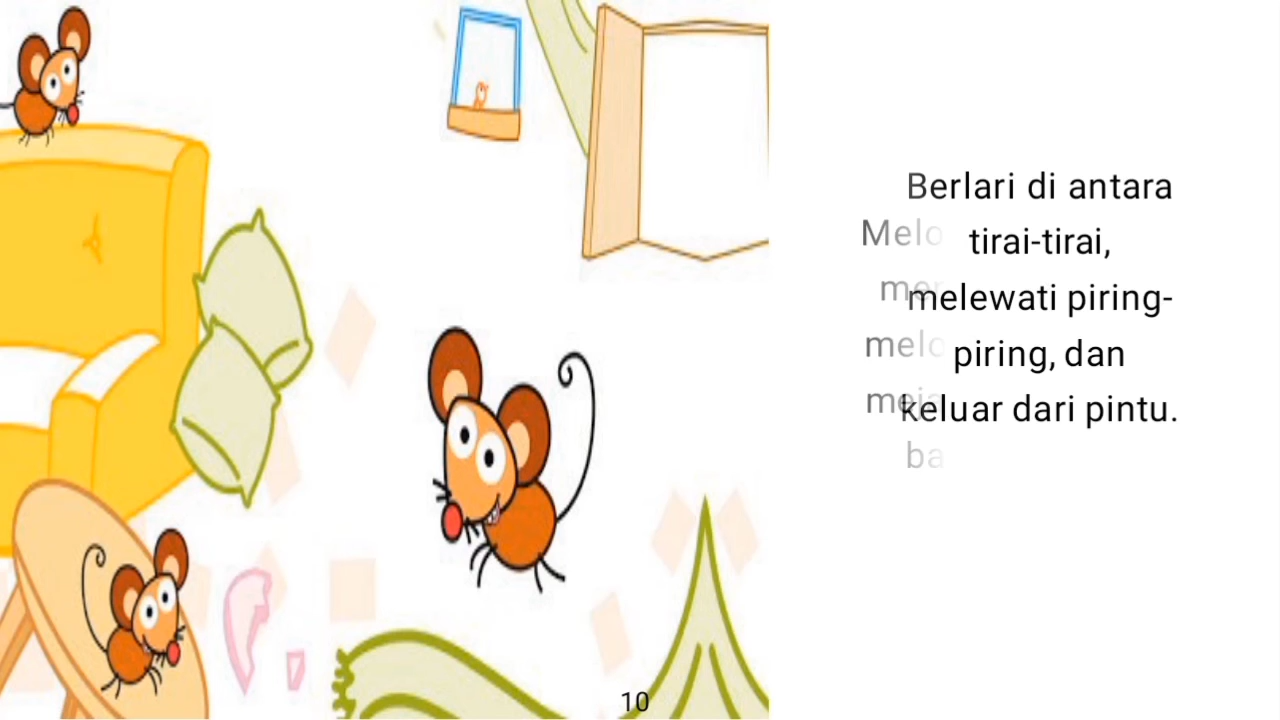 Berlari di antara
tirai-tirai,
melewati piring-
piring, dan
keluar dari pintu.
10